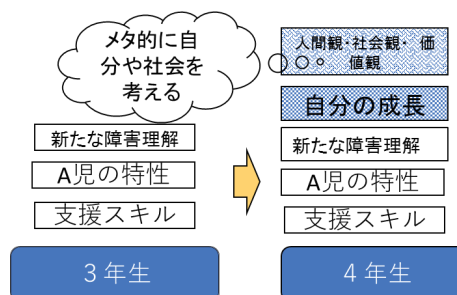 メタ的に自
分や社会を
考える
新たな障害理解
A児の特性
支援スキル
3年生
人間観・社会観・ 価
値観
自分の成長
新たな障害理解
A児の特性
支援スキル
4年生